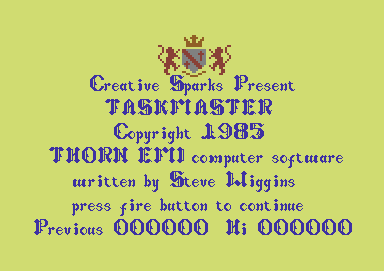 Creative Sparks Present
TASKMASTER
Copyright 1985
THORN EMI computer software
written by Steve Wiggins
press fire button to continue
Previous 000000 Hi 000000